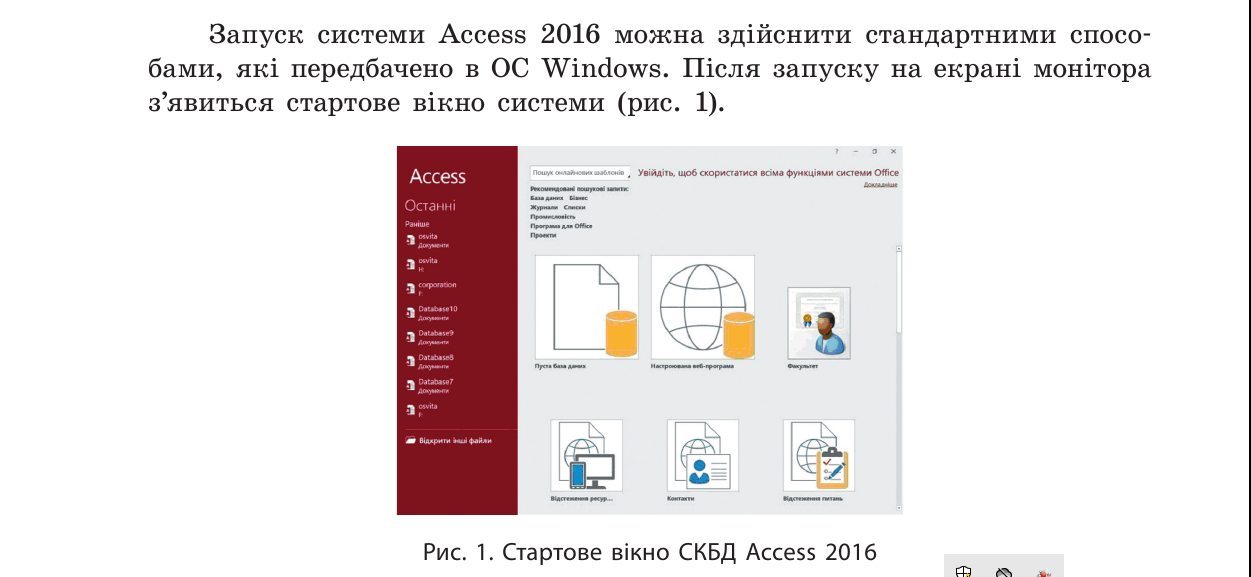 Запуск системи Access 2016 можна здійснити стандартними спосо-
бами, які передбачено в ОС Windows. Після запуску на екрані монітора
з’явиться стартове вікно системи (рис. 1).
Access
Останні
Раніше
osvita
Документи
osvita
H:
corporation
F:
Database10
Документи
Database9
Документи
Database8
Документи
Database7
Документи
osvita
F:
Відкрити інші файли
Пошук онлайнових шаблонів
Увійдіть, щоб скористатися всіма функціями системи Office
Докладніше
Рекомендовані пошукові запити:
База даних Бізнес
Журнали Списки
Промисловість
Програма для Office
Проекти
Пуста база даних
Настроювана веб-програма
Факультет
Відстеження ресур...
Контакти
Відстеження питань
Рис. 1. Стартове вікно СКБД Access 2016